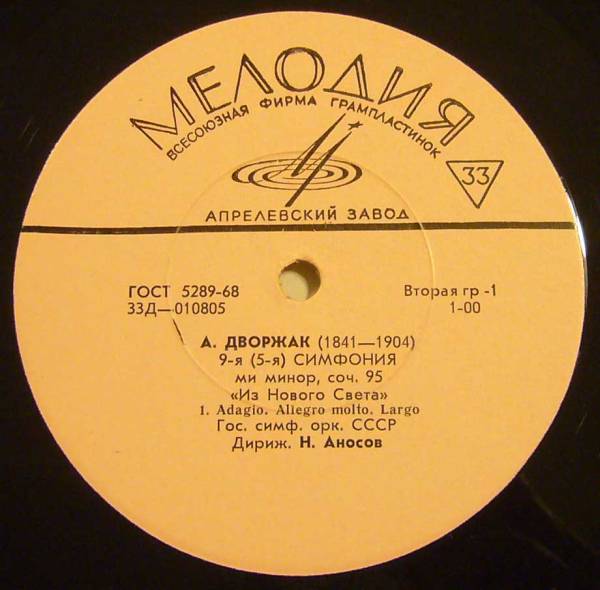 МЕЛОДИЯ
ВСЕСОЮЗНАЯ ФИРМА ГРАМПЛАСТИНОК
33
АПРЕЛЕВСКИЙ ЗАВОД
ГОСТ 5289-68
Вторая гр -1
33Д—010805
1-00
А. ДВОРЖАК (1841—1904)
9-я (5-я) СИМФОНИЯ
ми минор, соч. 95
«Из Нового Света»
1. Adagio. Allegro molto. Largo
Гос. симф. орк. СССР
Дириж. Н. Аносов